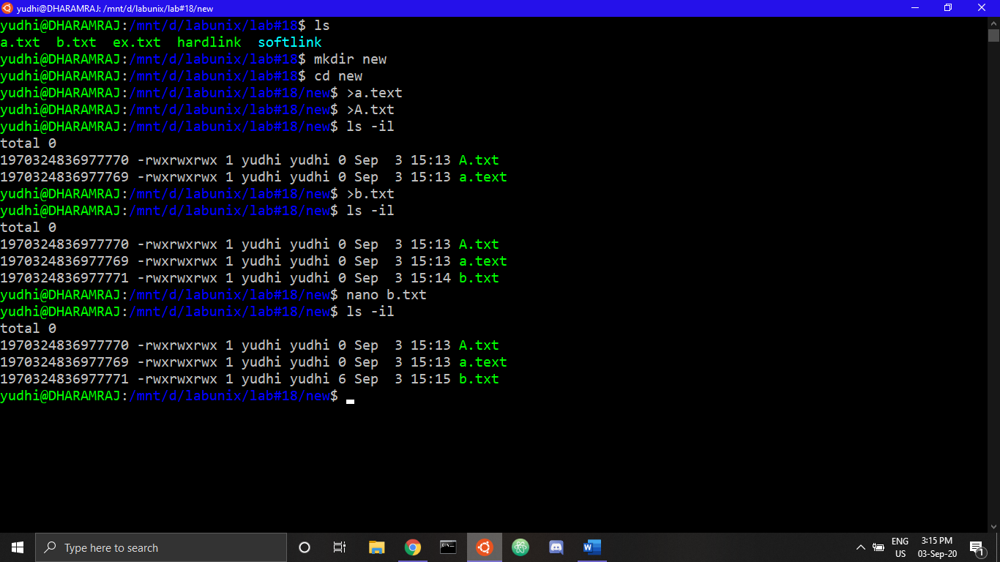 yudhi@DHARAMRAJ: /mnt/d/labunix/lab#18/new
yudhi@DHARAMRAJ:/mnt/d/labunix/lab#18$ ls
a.txt  b.txt  ex.txt  hardlink  softlink
yudhi@DHARAMRAJ:/mnt/d/labunix/lab#18$ mkdir new
yudhi@DHARAMRAJ:/mnt/d/labunix/lab#18$ cd new
yudhi@DHARAMRAJ:/mnt/d/labunix/lab#18/new$ >a.text
yudhi@DHARAMRAJ:/mnt/d/labunix/lab#18/new$ >A.txt
yudhi@DHARAMRAJ:/mnt/d/labunix/lab#18/new$ ls -il
total 0
1970324836977770 -rwxrwxrwx 1 yudhi yudhi 0 Sep  3 15:13 A.txt
1970324836977769 -rwxrwxrwx 1 yudhi yudhi 0 Sep  3 15:13 a.text
yudhi@DHARAMRAJ:/mnt/d/labunix/lab#18/new$ >b.txt
yudhi@DHARAMRAJ:/mnt/d/labunix/lab#18/new$ ls -il
total 0
1970324836977770 -rwxrwxrwx 1 yudhi yudhi 0 Sep  3 15:13 A.txt
1970324836977769 -rwxrwxrwx 1 yudhi yudhi 0 Sep  3 15:13 a.text
1970324836977771 -rwxrwxrwx 1 yudhi yudhi 0 Sep  3 15:14 b.txt
yudhi@DHARAMRAJ:/mnt/d/labunix/lab#18/new$ nano b.txt
yudhi@DHARAMRAJ:/mnt/d/labunix/lab#18/new$ ls -il
total 0
1970324836977770 -rwxrwxrwx 1 yudhi yudhi 0 Sep  3 15:13 A.txt
1970324836977769 -rwxrwxrwx 1 yudhi yudhi 0 Sep  3 15:13 a.text
1970324836977771 -rwxrwxrwx 1 yudhi yudhi 6 Sep  3 15:15 b.txt
yudhi@DHARAMRAJ:/mnt/d/labunix/lab#18/new$
Type here to search
ENG
US
3:15 PM
03-Sep-20
1